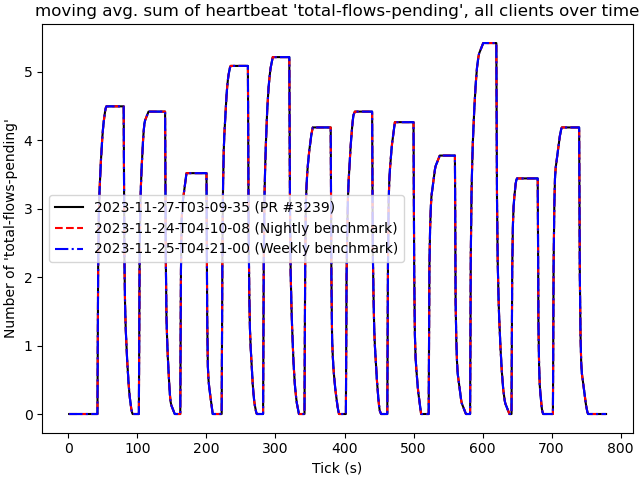 moving avg. sum of heartbeat 'total-flows-pending', all clients over time
Number of 'total-flows-pending'
5
4
3
2
1
0
2023-11-27-T03-09-35 (PR #3239)
2023-11-24-T04-10-08 (Nightly benchmark)
2023-11-25-T04-21-00 (Weekly benchmark)
0 100 200 300 400 500 600 700 800
Tick (s)